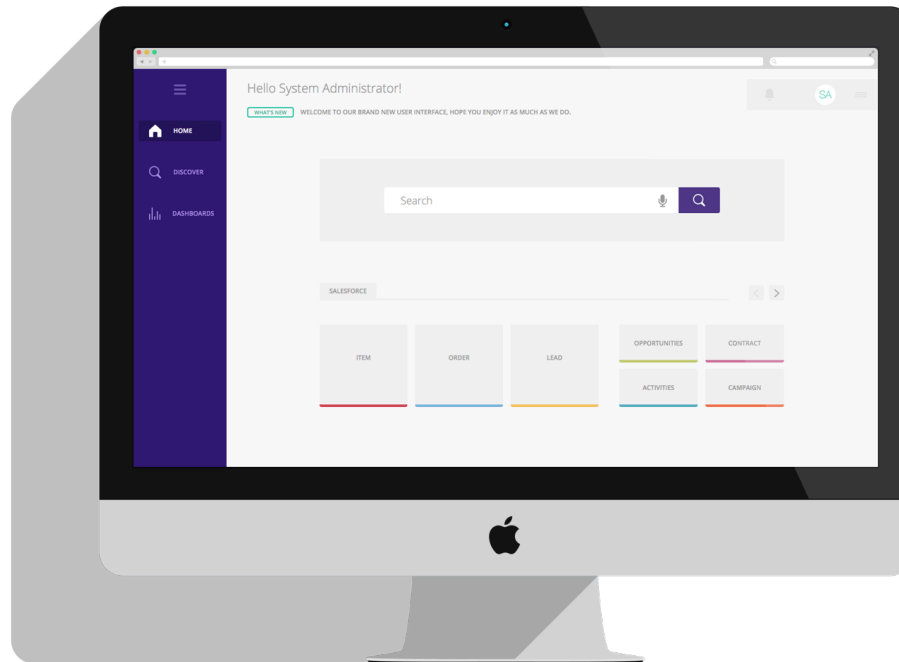 Hello System Administrator!
WHAT'S NEW WELCOME TO OUR BRAND NEW USER INTERFACE, HOPE YOU ENJOY IT AS MUCH AS WE DO.
SA
HOME
DISCOVER
DASHBOARDS
Search
SALESFORCE
ITEM
ORDER
LEAD
OPPORTUNITIES
CONTRACT
ACTIVITIES
CAMPAIGN